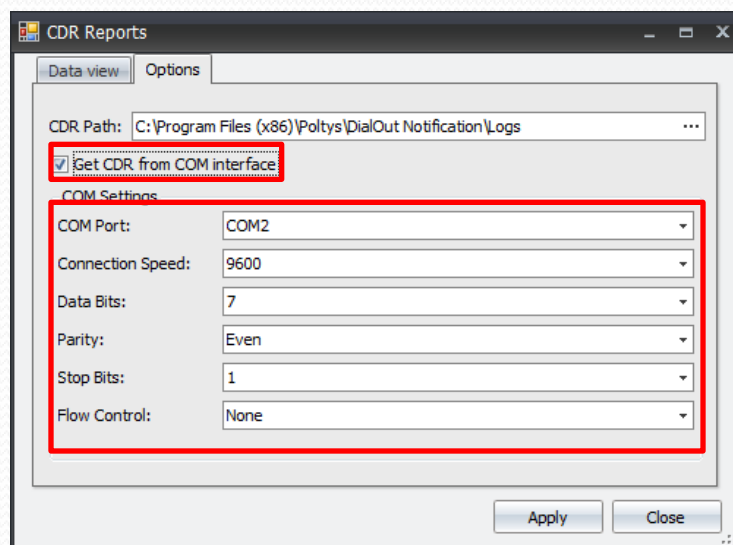 CDR Reports
Data view Options
CDR Path: C:\Program Files (x86)\Poltys\DialOut Notification\Logs ...
Get CDR from COM interface
COM Settings
COM Port: COM2
Connection Speed: 9600
Data Bits: 7
Parity: Even
Stop Bits: 1
Flow Control: None
Apply Close